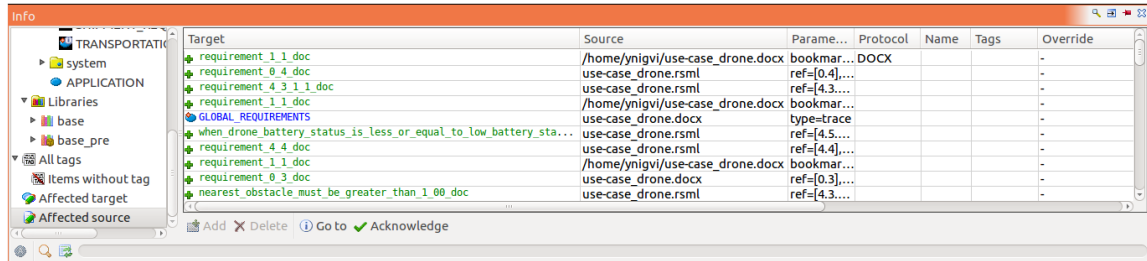 Info
TRANSPORTATI
system
APPLICATION
Libraries
base
base_pre
All tags
Items without tag
Affected target
Affected source
Target Source Parame... Protocol Name Tags Override
requirement_1_1_doc /home/ynigvi/use-case_drone.docx bookmar... DOCX -
requirement_0_4_doc use-case_drone.rsml ref=[0.4],... -
requirement_4_3_1_1_doc use-case_drone.rsml ref=[4.3.... -
requirement_1_1_doc /home/ynigvi/use-case_drone.docx bookmar... -
GLOBAL_REQUIREMENTS use-case_drone.docx type=trace -
when_drone_battery_status_is_less_or_equal_to_low_battery_sta... use-case_drone.rsml ref=[4.5.... -
requirement_4_4_doc use-case_drone.rsml ref=[4.4],... -
requirement_1_1_doc /home/ynigvi/use-case_drone.docx bookmar... -
requirement_0_3_doc use-case_drone.docx ref=[0.3],... -
nearest_obstacle_must_be_greater_than_1_00_doc use-case_drone.rsml ref=[4.3.... -
Add Delete Go to Acknowledge